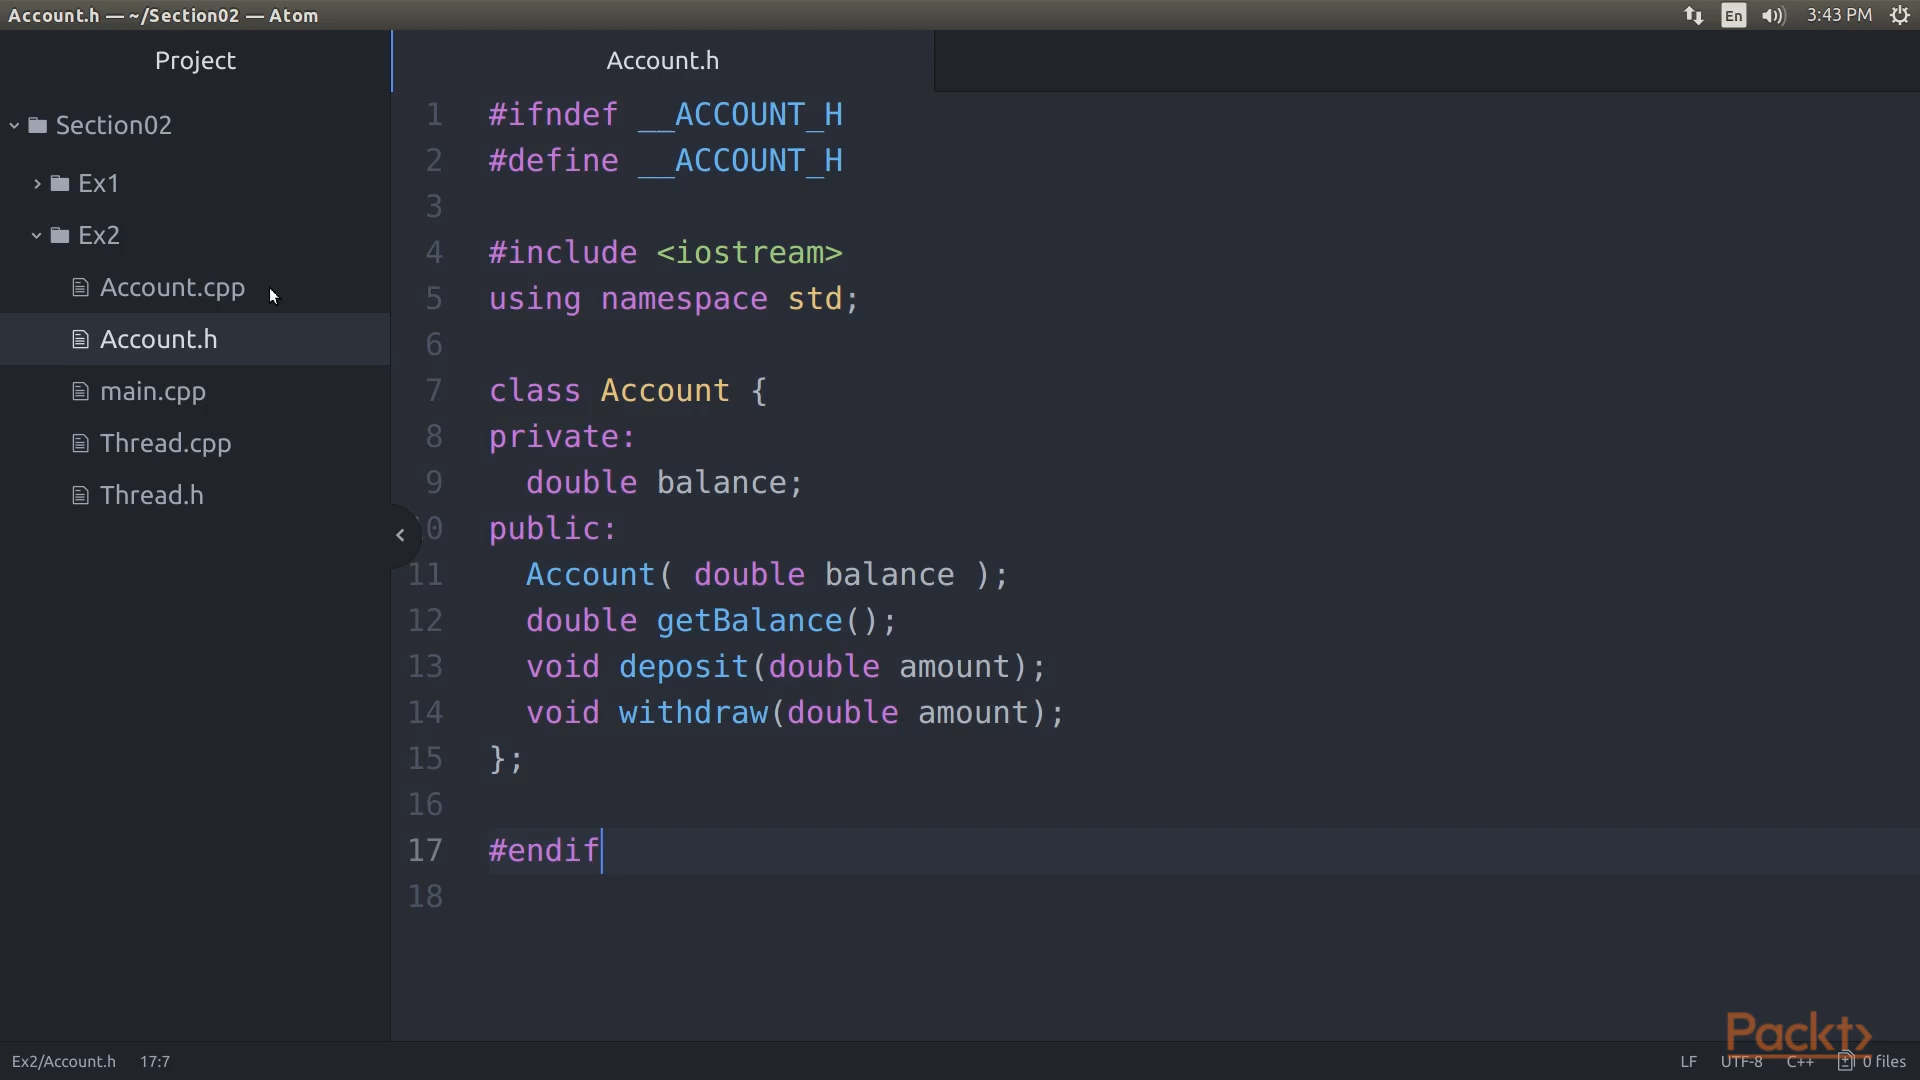 Account.h — ~/Section02 — Atom
En
3:43 PM
Project
Account.h
Section02
Ex1
Ex2
Account.cpp
Account.h
main.cpp
Thread.cpp
Thread.h
1 #ifndef __ACCOUNT_H
2 #define __ACCOUNT_H
3
4 #include <iostream>
5 using namespace std;
6
7 class Account {
8 private:
9 double balance;
0 public:
11 Account( double balance );
12 double getBalance();
13 void deposit(double amount);
14 void withdraw(double amount);
15 };
16
17 #endif
18
Packt>
Ex2/Account.h 17:7
LF UTF-8 C++ 0 files